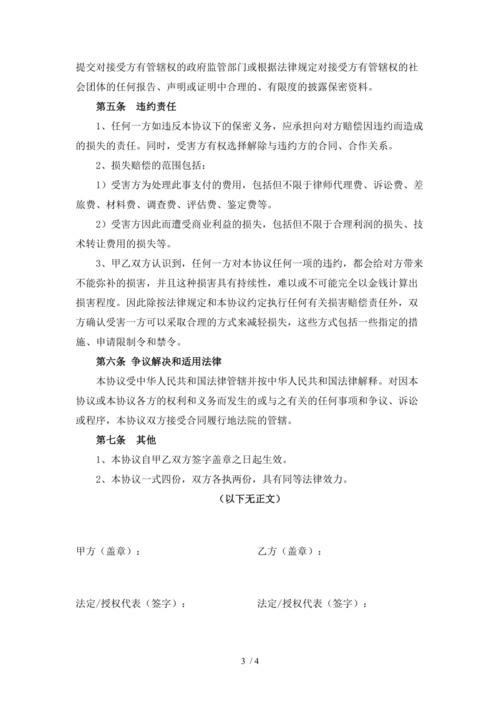 提交对接受方有管辖权的政府监管部门或根据法律规定对接受方有管辖权的社
会团体的任何报告、声明或证明中合理的、有限度的披露保密资料。
第五条　违约责任
1、任何一方如违反本协议下的保密义务，应承担向对方赔偿因违约而造成
的损失的责任。同时，受害方有权选择解除与违约方的合同、合作关系。
2、损失赔偿的范围包括：
1）受害方为处理此事支付的费用，包括但不限于律师代理费、诉讼费、差
旅费、材料费、调查费、评估费、鉴定费等。
2）受害方因此而遭受商业利益的损失，包括但不限于合理利润的损失、技
术转让费用的损失等。
3、甲乙双方认识到，任何一方对本协议任何一项的违约，都会给对方带来
不能弥补的损害，并且这种损害具有持续性，难以或不可能完全以金钱计算出
损害程度。因此除按法律规定和本协议约定执行任何有关损害赔偿责任外，双
方确认受害一方可以采取合理的方式来减轻损失，这些方式包括一些指定的措
施、申请限制令和禁令。
第六条 争议解决和适用法律
本协议受中华人民共和国法律管辖并按中华人民共和国法律解释。对因本
协议或本协议各方的权利和义务而发生的或与之有关的任何事项和争议、诉讼
或程序，本协议双方接受合同履行地法院的管辖。
第七条　其他
1、本协议自甲乙双方签字盖章之日起生效。
2、本协议一式四份，双方各执两份，具有同等法律效力。
（以下无正文）
甲方（盖章）：　　　　　　　　乙方（盖章）：
法定/授权代表（签字）：　　　　法定/授权代表（签字）：
3 / 4